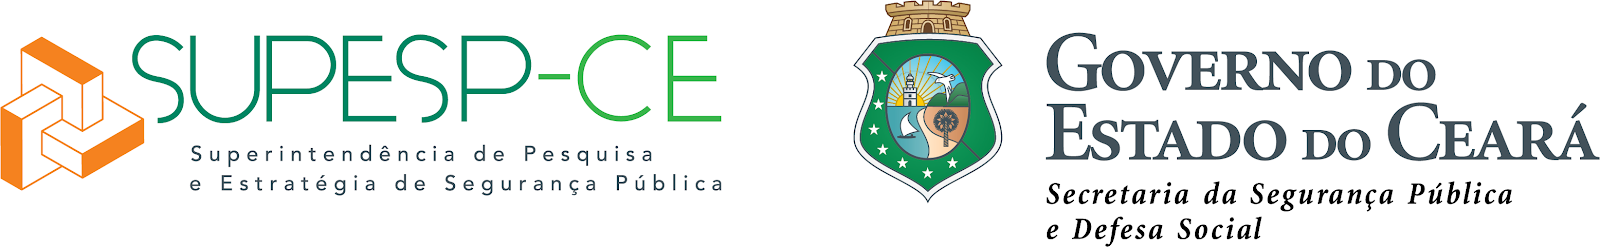 SUPESP-CE
Superintendência de Pesquisa
e Estratégia de Segurança Pública
GOVERNO DO
ESTADO DO CEARÁ
Secretaria da Segurança Pública
e Defesa Social